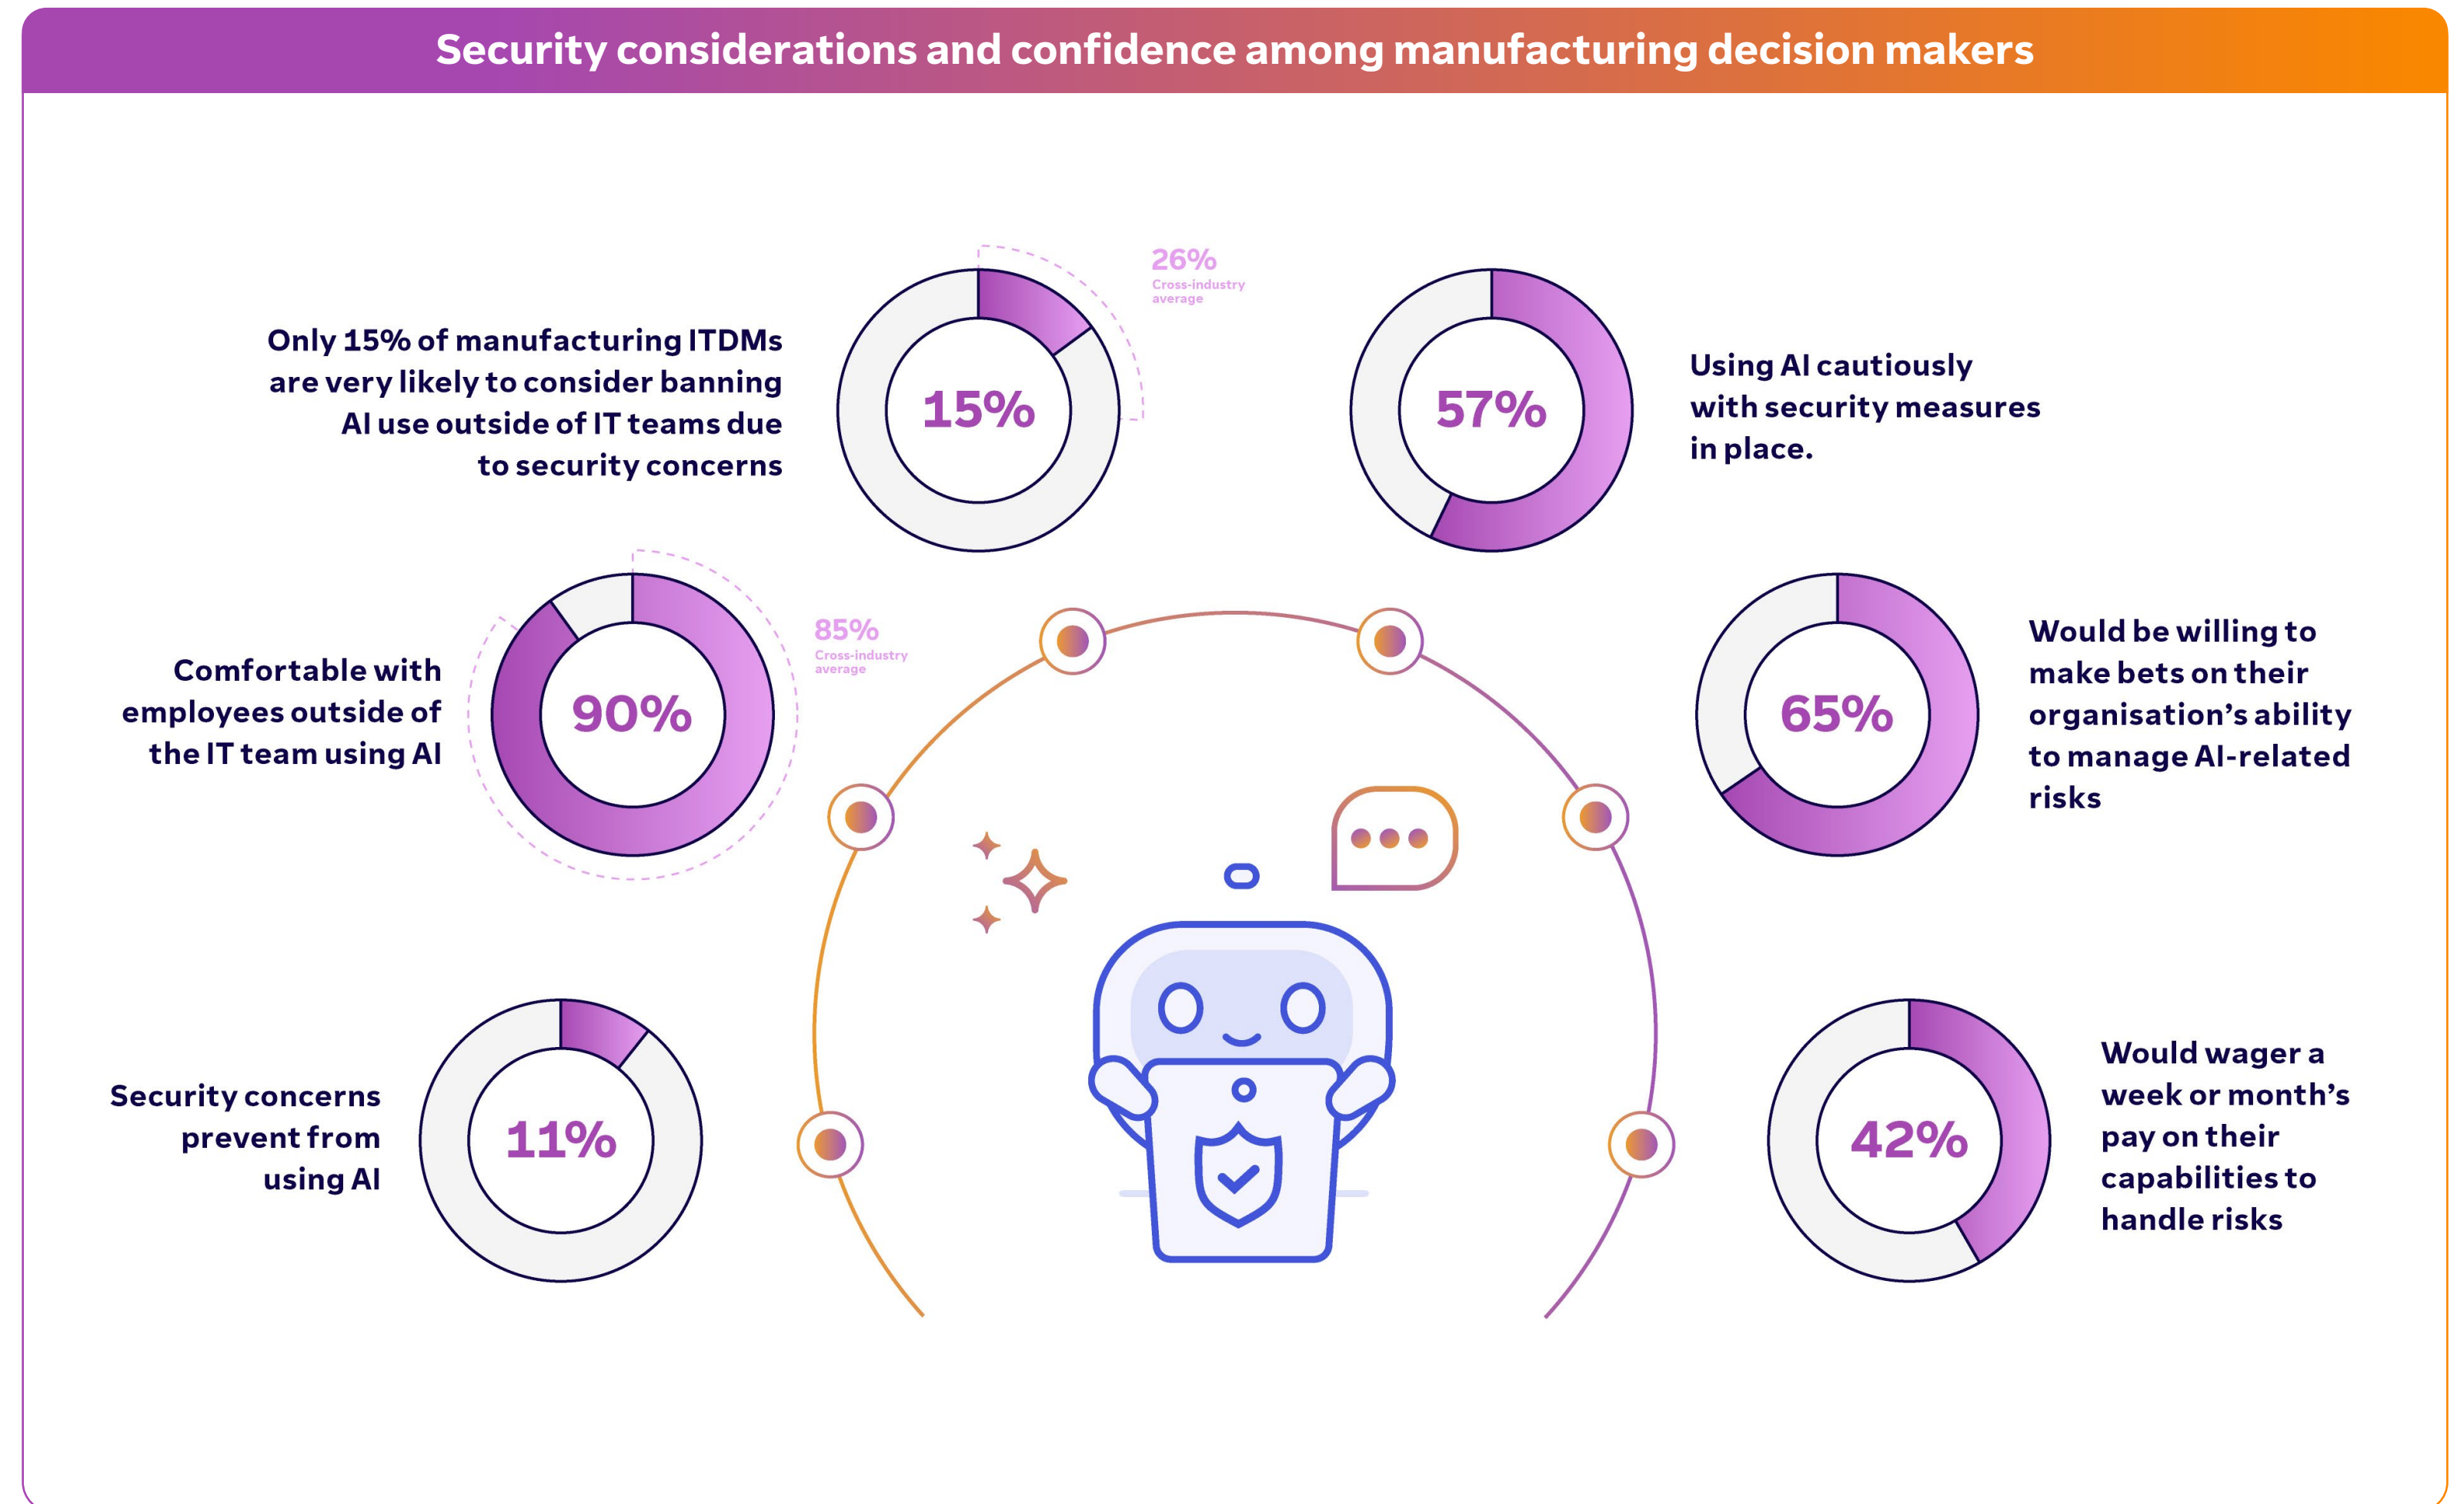 Security considerations and confidence among manufacturing decision makers
Only 15% of manufacturing ITDMs
are very likely to consider banning
AI use outside of IT teams due
to security concerns
15%
26%
Cross-industry
average
57%
Using AI cautiously
with security measures
in place.
Comfortable with
employees outside of
the IT team using AI
90%
85%
Cross-industry
average
65%
Would be willing to
make bets on their
organisation’s ability
to manage AI-related
risks
Security concerns
prevent from
using AI
11%
42%
Would wager a
week or month’s
pay on their
capabilities to
handle risks